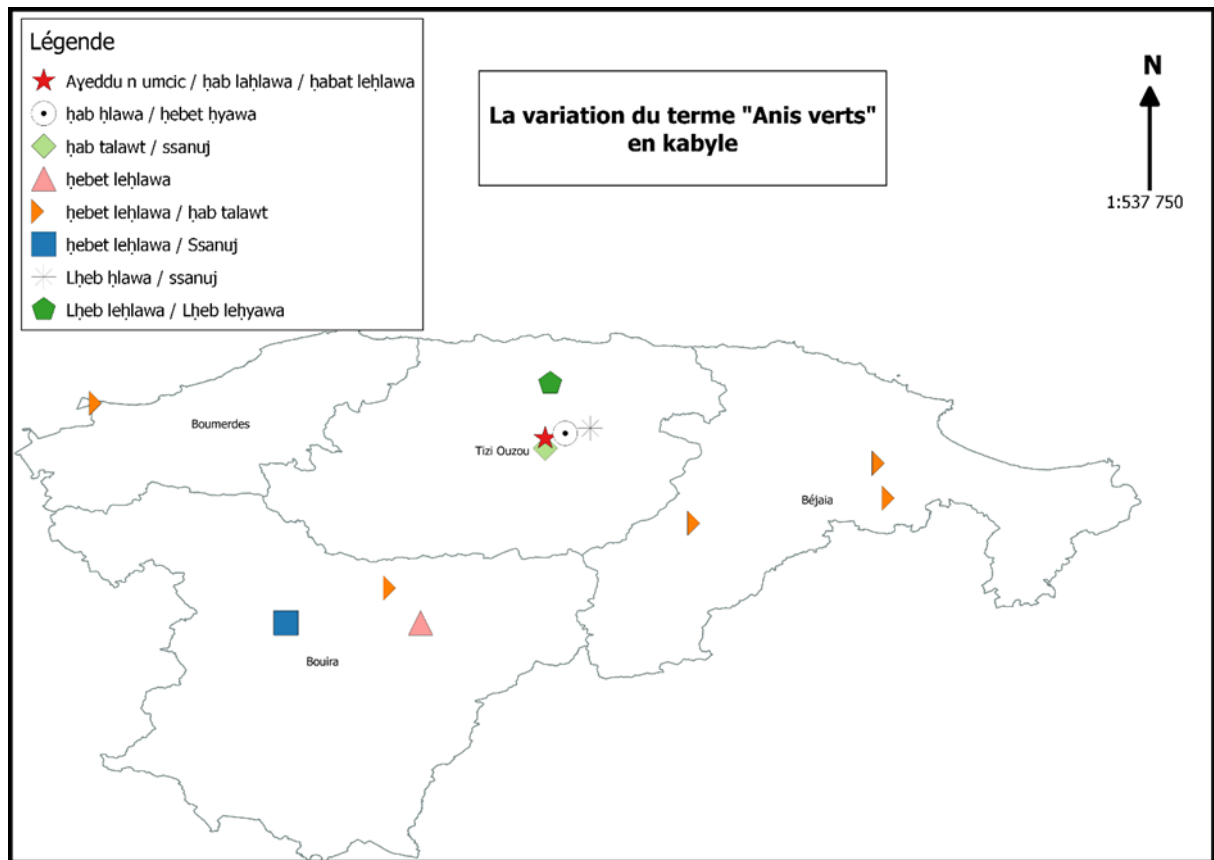 Légende
Aɣeddu n umcic / ḥab laḥlawa / ḥabat leḥlawa
ḥab ḥlawa / ḥebet ḥyawa
ḥab talawt / ssanuj
ḥebet leḥlawa
ḥebet leḥlawa / ḥab talawt
ḥebet leḥlawa / Ssanuj
Lḥeb ḥlawa / ssanuj
Lḥeb leḥlawa / Lḥeb leḥyawa
La variation du terme "Anis verts"
en kabyle
N
1:537 750
Boumerdes
Tizi Ouzou
Béjaia
Bouira